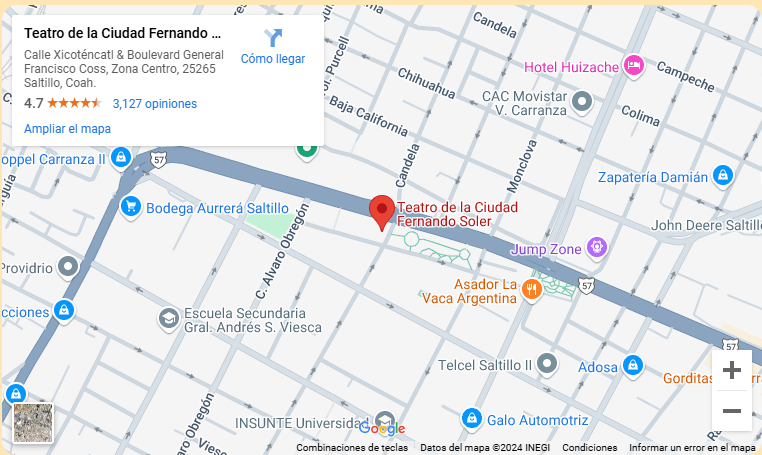 Teatro de la Ciudad Fernando ...
Calle Xicoténcatl & Boulevard General
Francisco Coss, Zona Centro, 25265
Saltillo, Coah.
4.7
3,127 opiniones
Cómo llegar
Ampliar el mapa
Candela
Hotel Huizache
Campeche
Chihuahua
CAC Movistar
V. Carranza
Colima
Purcell
Baja California
oppel Carranza II
57
Candela
Monclova
Zapatería Damián
Bodega Aurrerá Saltillo
Teatro de la Ciudad
Fernando Soler
John Deere Saltillo
C. Alvaro Obregón
Jump Zone
Providrio
Asador La
Vaca Argentina
57
cciones
Escuela Secundaria
Gral. Andrés S. Viesca
57
Telcel Saltillo II
Adosa
Gorditas
Alvaro Obregón
INSUNTE Universidad
Galo Automotriz
Google
Combinaciones de teclas
Datos del mapa ©2024 INEGI
Condiciones
Informar un error en el mapa